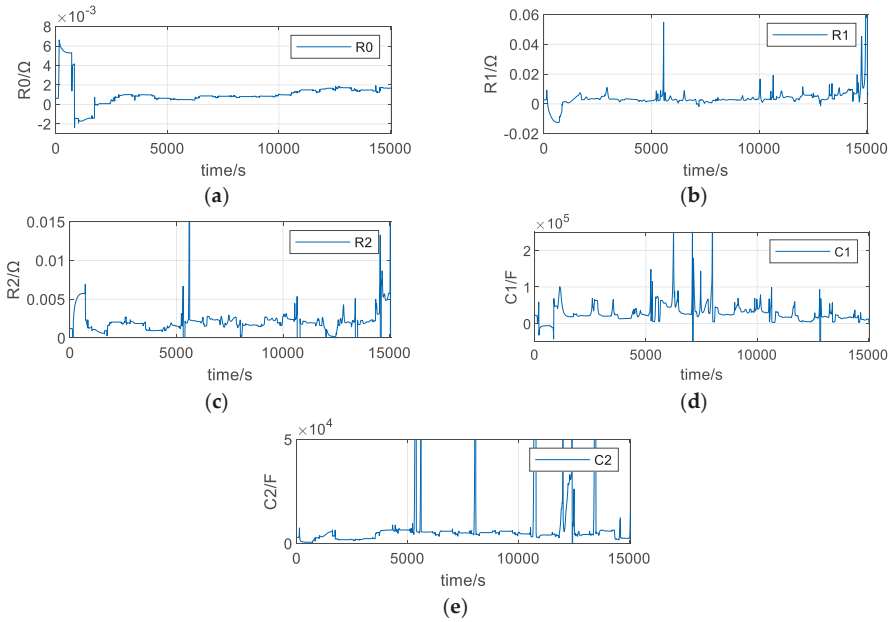 ×10⁻³
8
6
4
2
0
-2
R0/Ω
R0
0 5000 10000 15000
time/s
(a)
0.06
0.04
0.02
0
-0.02
R1/Ω
R1
0 5000 10000 15000
time/s
(b)
0.015
0.01
0.005
0
R2/Ω
R2
0 5000 10000 15000
time/s
(c)
×10⁵
2
1
0
C1/F
C1
0 5000 10000 15000
time/s
(d)
×10⁴
5
0
C2/F
C2
0 5000 10000 15000
time/s
(e)